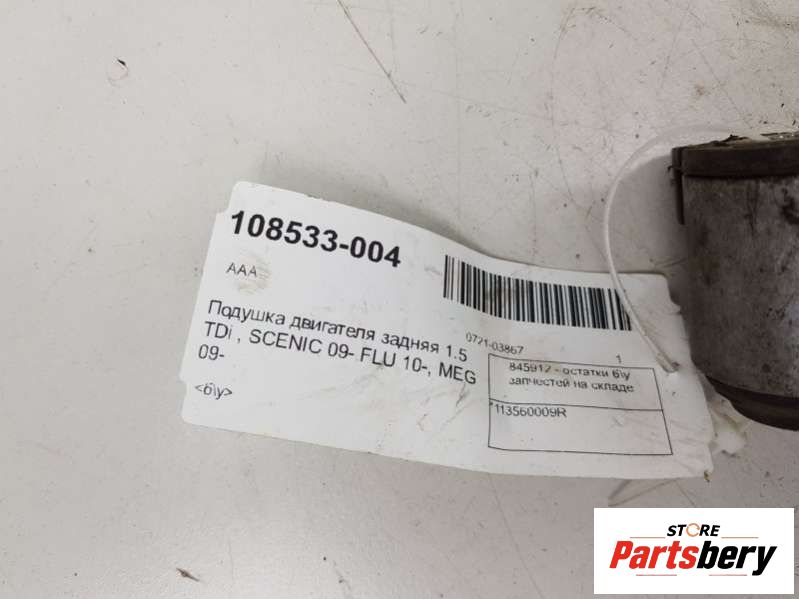 108533-004
AAA
Подушка двигателя задняя 1.5
TDi , SCENIC 09- FLU 10-, MEG
09-
<б\у>
0721-03867 1
845912 - остатки б\у
запчестей на складе
*113560009R
STORE
Partsbery